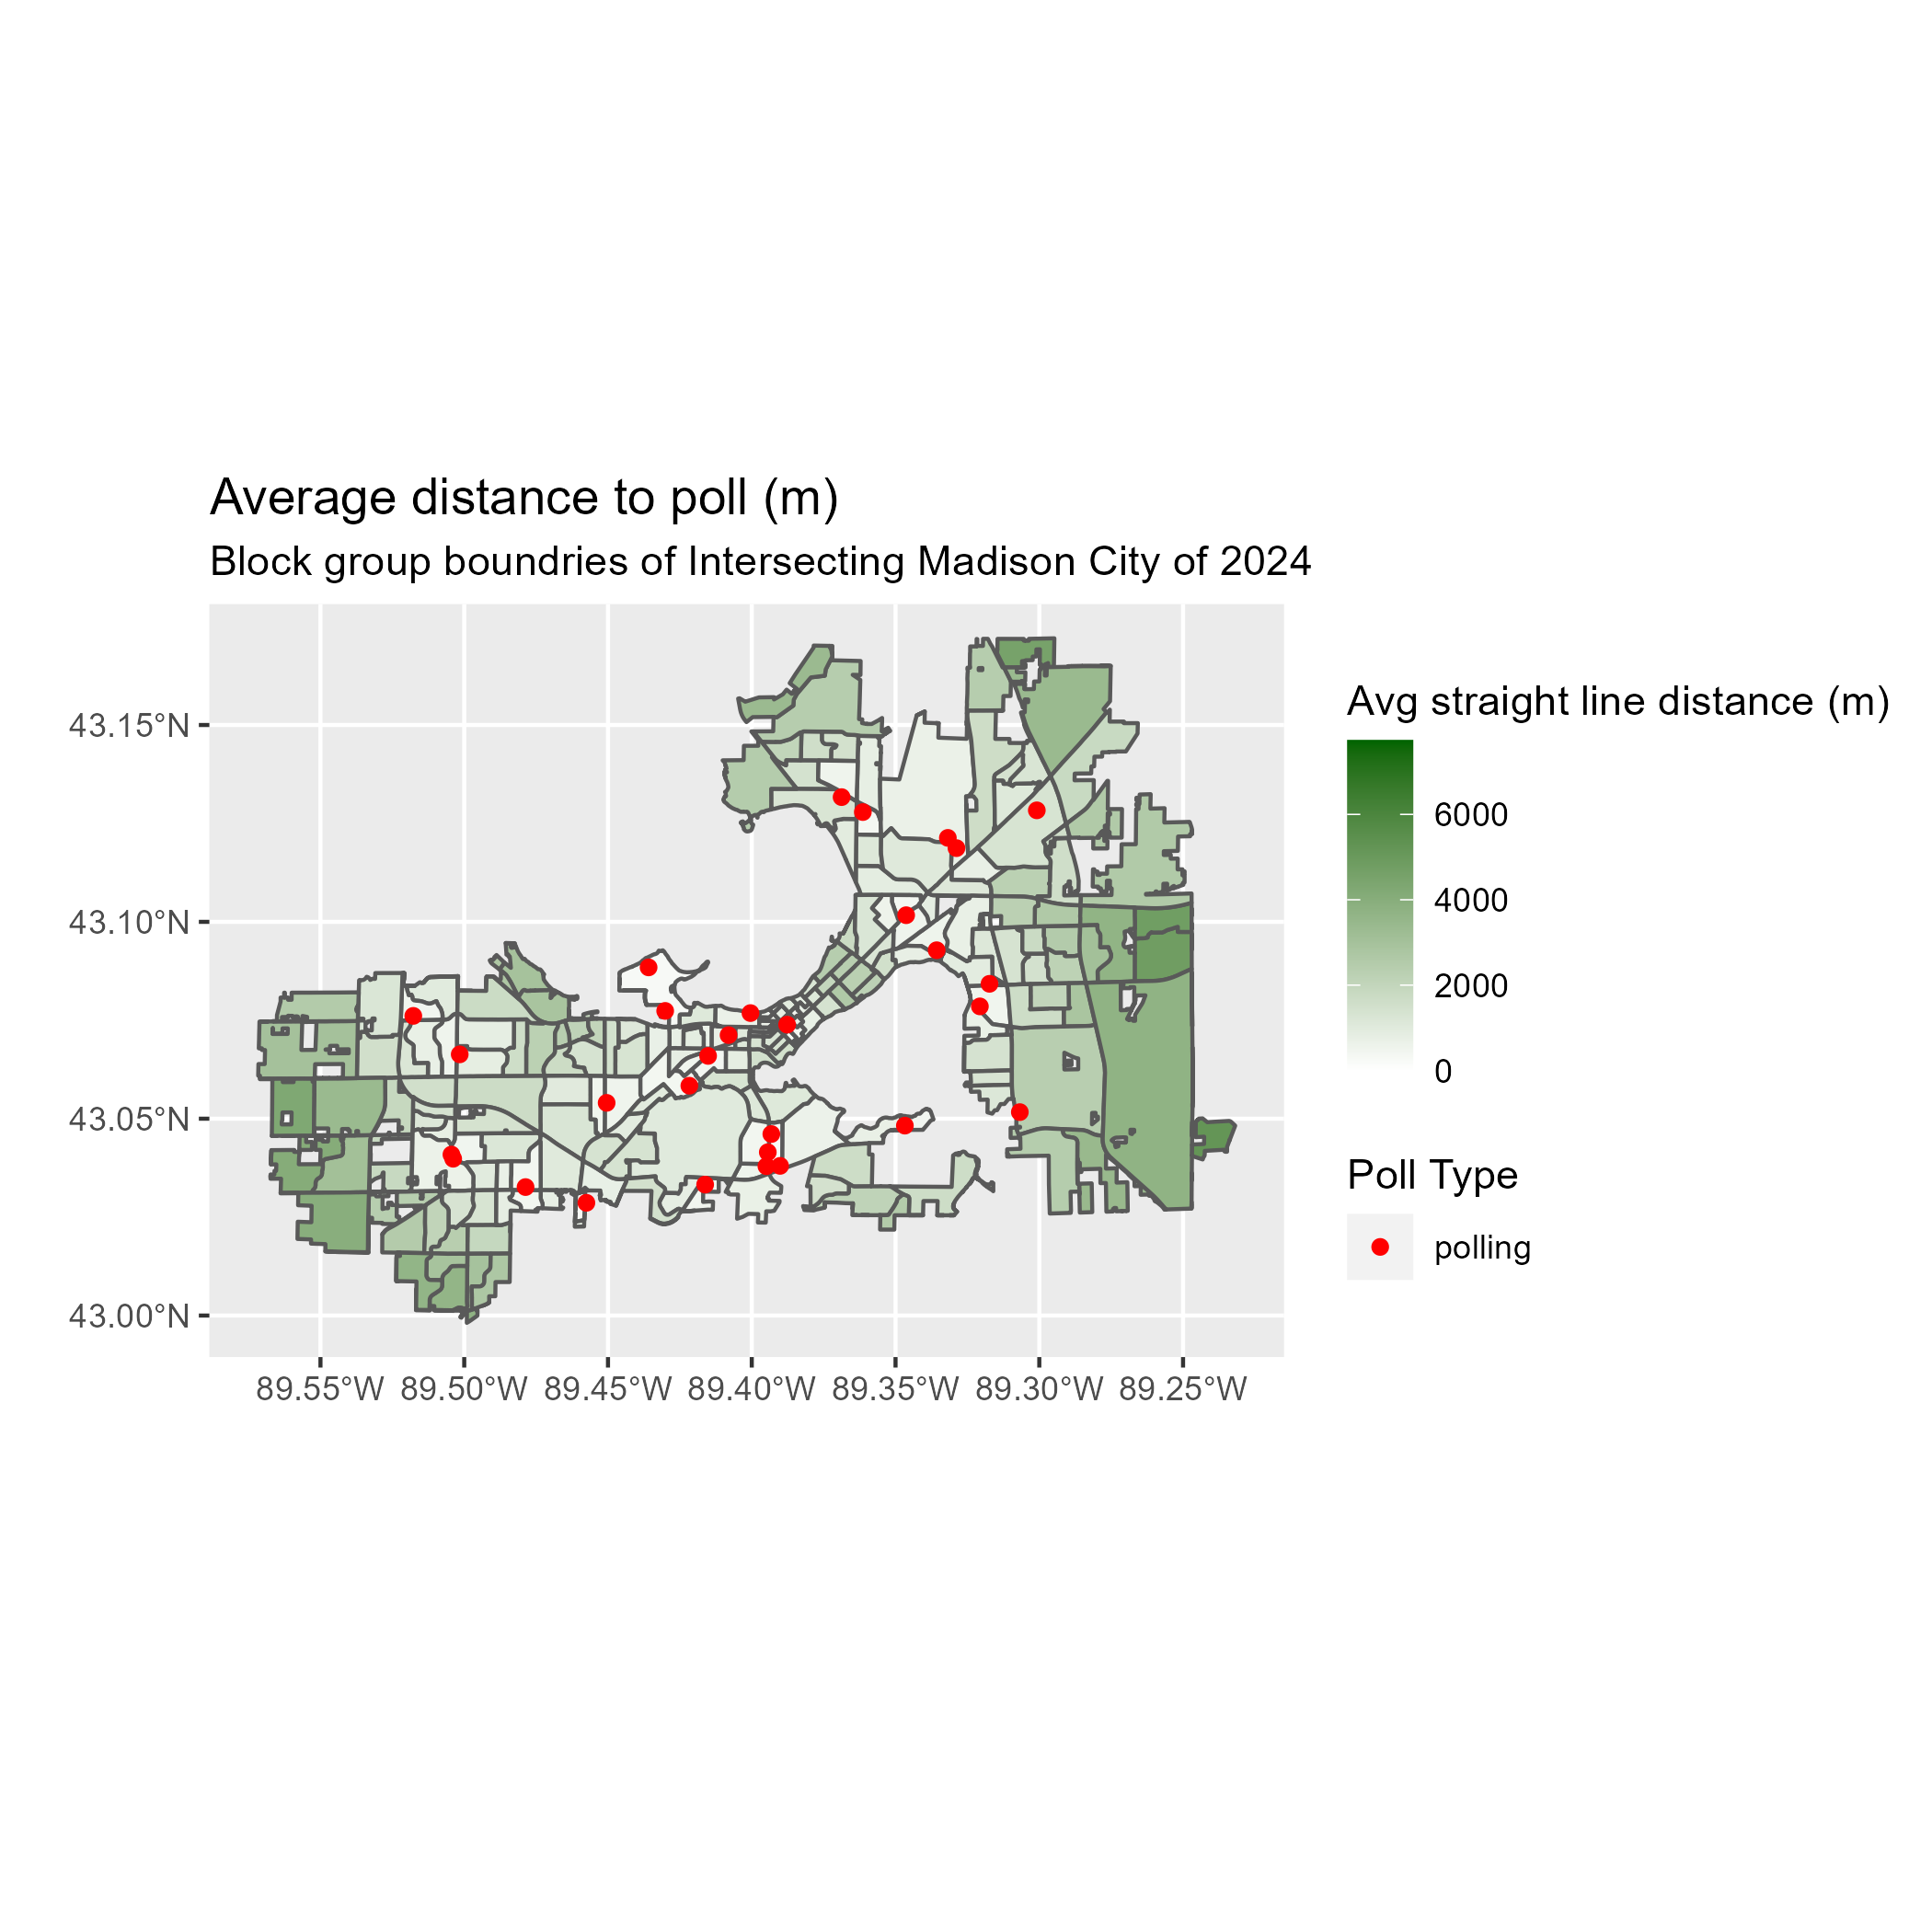 Average distance to poll (m)
Block group boundries of Intersecting Madison City of 2024
43.15°N
43.10°N
43.05°N
43.00°N
89.55°W 89.50°W 89.45°W 89.40°W 89.35°W 89.30°W 89.25°W
Avg straight line distance (m)
6000
4000
2000
0
Poll Type
polling